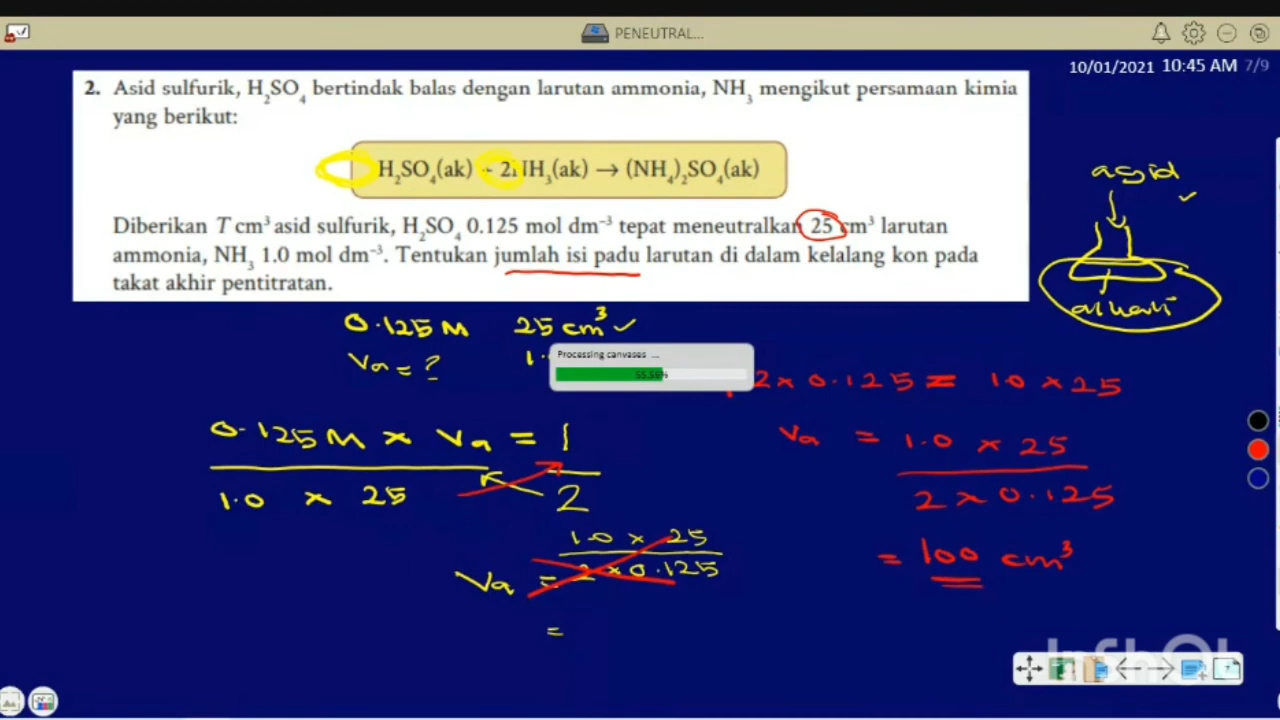 PENEUTRAL...
10/01/2021 10:45 AM 7/9
2. Asid sulfurik, H₂SO₄ bertindak balas dengan larutan ammonia, NH₃ mengikut persamaan kimia
yang berikut:
H₂SO₄(ak) + 2NH₃(ak) → (NH₄)₂SO₄(ak)
Diberikan T cm³ asid sulfurik, H₂SO₄ 0.125 mol dm⁻³ tepat meneutralkan 25 cm³ larutan
ammonia, NH₃ 1.0 mol dm⁻³. Tentukan jumlah isi padu larutan di dalam kelalang kon pada
takat akhir pentitratan.
asid
alkali
0.125 M 25 cm³
Va = ?
Processing canvases ...
2 x 0.125 = 1.0 x 25
0.125 M x Va = 1
1.0 x 25 2
Va = 1.0 x 25
2 x 0.125
= 100 cm³
1.0 x 25
Va = 2 x 0.125
=
InShOt